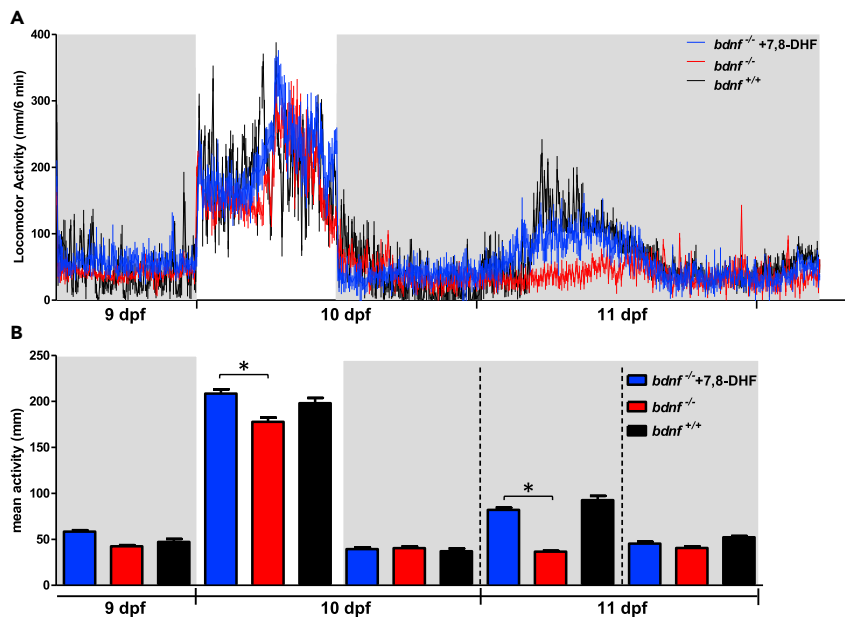 A
400
300
200
100
0
Locomotor Activity (mm/6 min)
bdnf -/- +7,8-DHF
bdnf -/-
bdnf +/+
9 dpf 10 dpf 11 dpf
B
250
200
150
100
50
0
mean activity (mm)
*
*
bdnf -/-+7,8-DHF
bdnf -/-
bdnf +/+
9 dpf 10 dpf 11 dpf